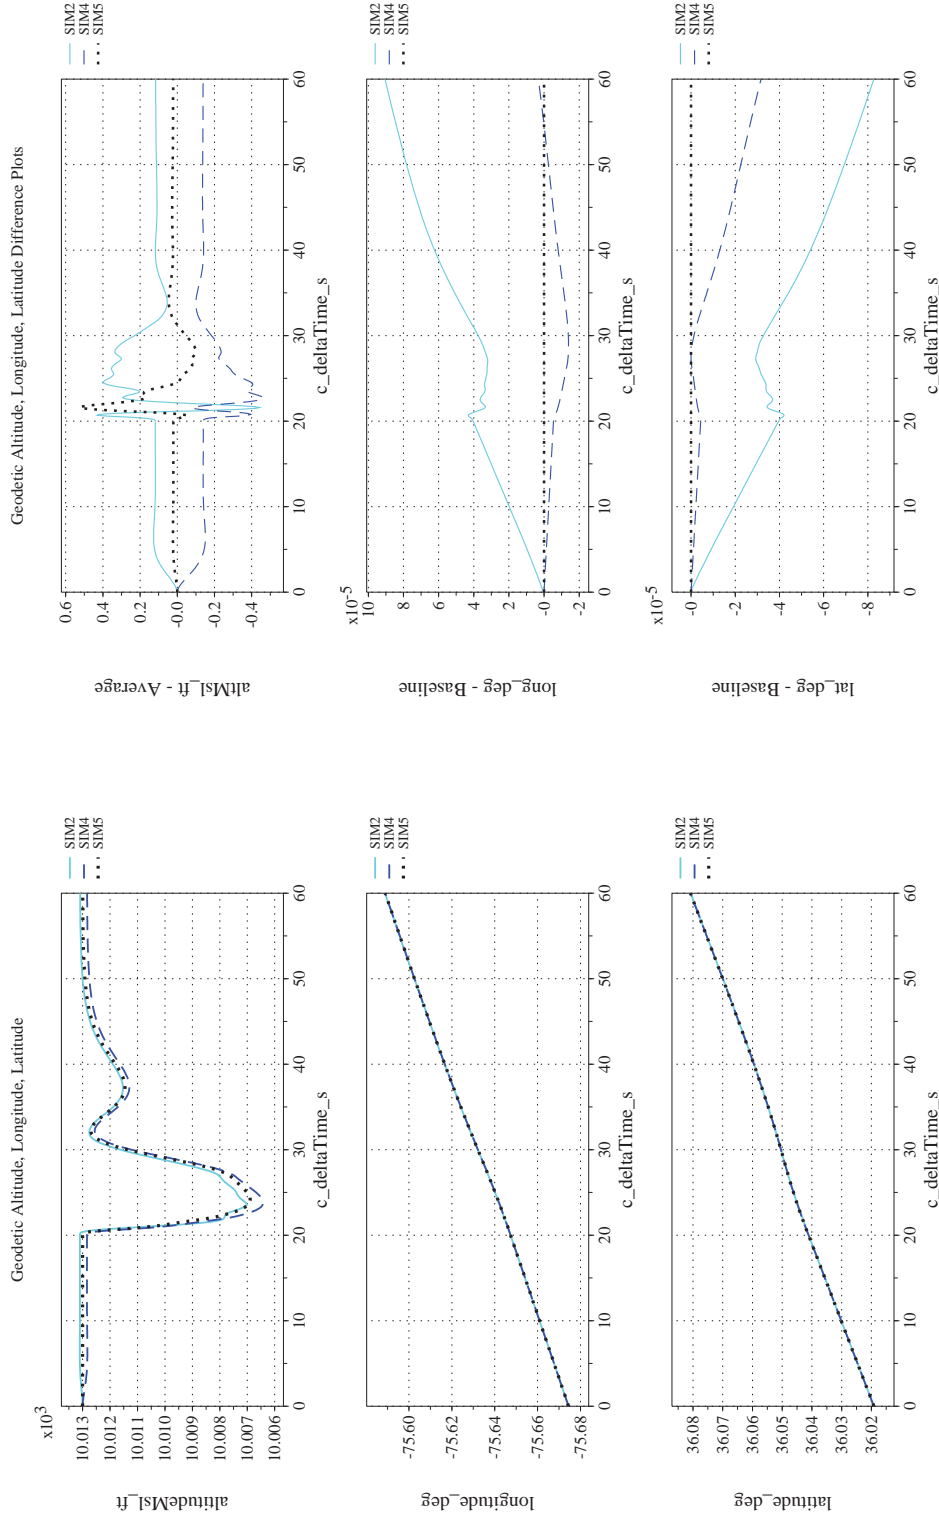 Geodetic Altitude, Longitude, Latitude
SIM2
SIM4
SIM5
x10³
10.013
10.012
10.011
10.010
10.009
10.008
10.007
10.006
altitudeMsl_ft
0 10 20 30 40 50 60
c_deltaTime_s
SIM2
SIM4
SIM5
-75.60
-75.62
-75.64
-75.66
-75.68
longitude_deg
0 10 20 30 40 50 60
c_deltaTime_s
SIM2
SIM4
SIM5
36.08
36.07
36.06
36.05
36.04
36.03
36.02
latitude_deg
0 10 20 30 40 50 60
c_deltaTime_s
Geodetic Altitude, Longitude, Latitude Difference Plots
SIM2
SIM4
SIM5
0.6
0.4
0.2
-0.0
-0.2
-0.4
altMsl_ft - Average
0 10 20 30 40 50 60
c_deltaTime_s
SIM2
SIM4
SIM5
x10⁻⁵
10
8
6
4
2
-0
-2
long_deg - Baseline
0 10 20 30 40 50 60
c_deltaTime_s
SIM2
SIM4
SIM5
x10⁻⁵
-0
-2
-4
-6
-8
lat_deg - Baseline
0 10 20 30 40 50 60
c_deltaTime_s